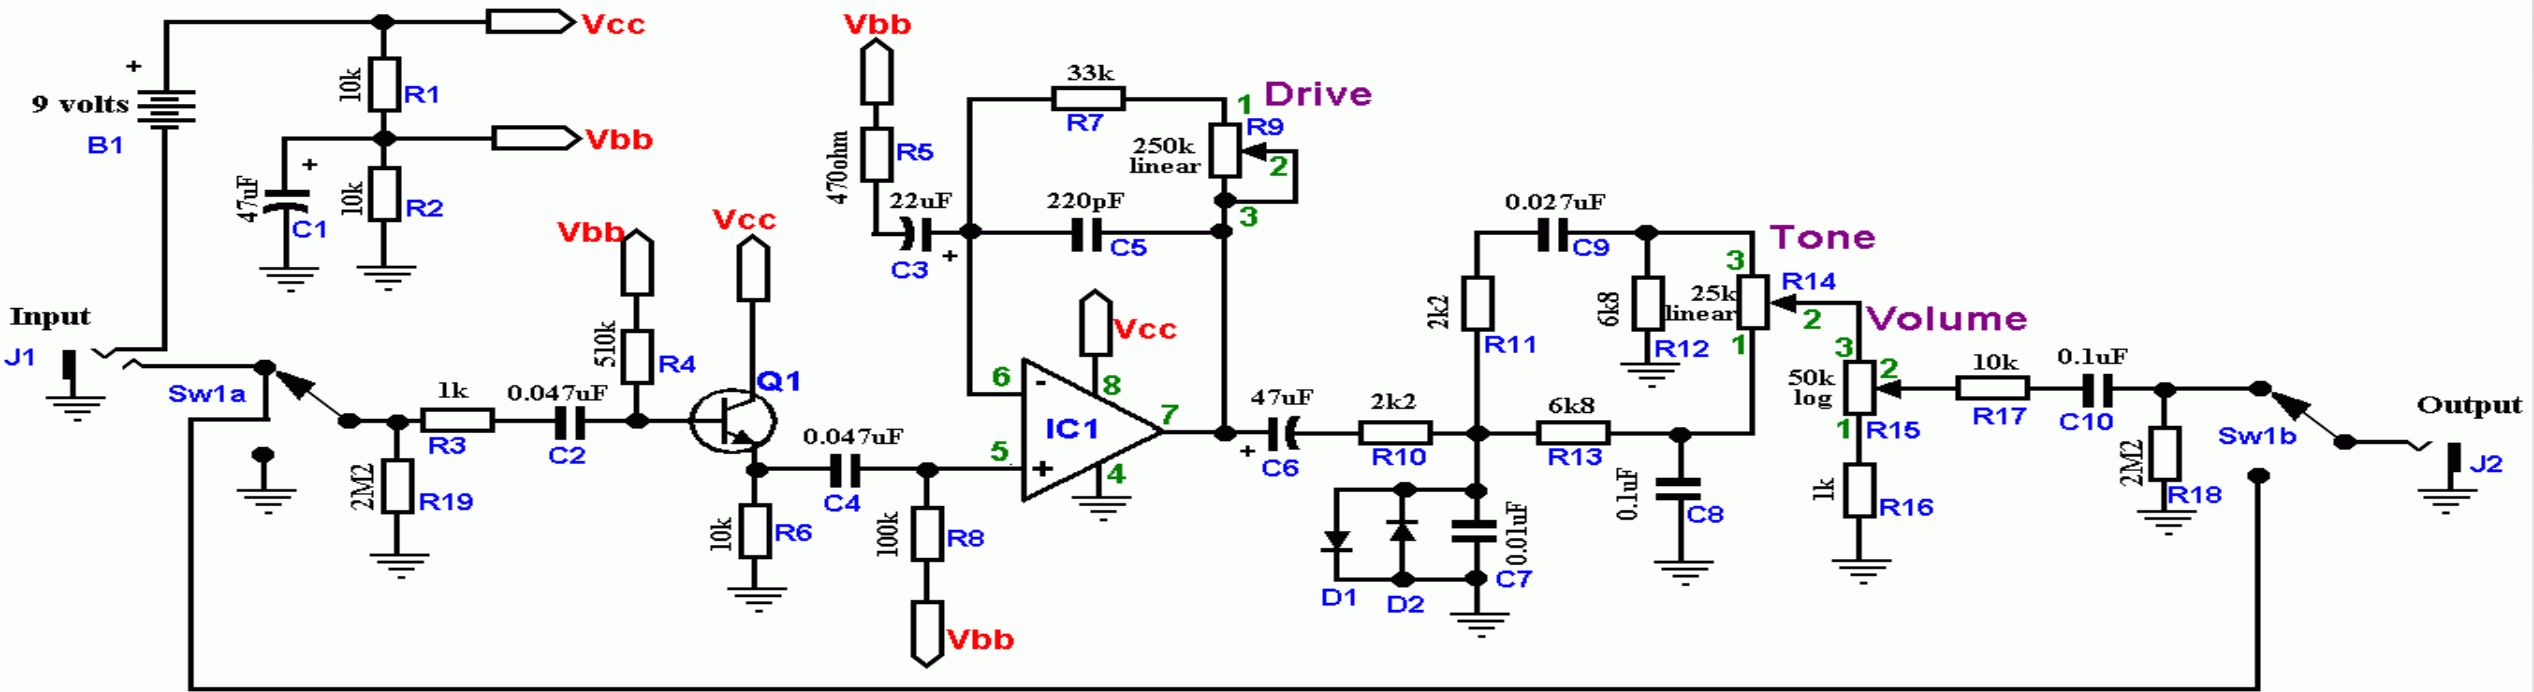 Vcc
+
9 volts
B1
10k
R1
Vbb
+
47uF
C1
10k
R2
Input
J1
Sw1a
1k
R3
2M2
R19
0.047uF
C2
Vbb
510k
R4
Vcc
Q1
10k
R6
0.047uF
C4
100k
R8
Vbb
Vbb
470ohm
R5
22uF
C3
+
33k
R7
1
Drive
R9
250k
linear
2
3
220pF
C5
Vcc
6
-
8
IC1
7
5
+
4
47uF
+
C6
2k2
R10
D1
D2
0.01uF
C7
2k2
R11
0.027uF
C9
6k8
R12
6k8
R13
0.1uF
C8
Tone
3
R14
25k
linear
2
1
Volume
3
2
50k
log
1
R15
1k
R16
10k
R17
0.1uF
C10
2M2
R18
Sw1b
Output
J2